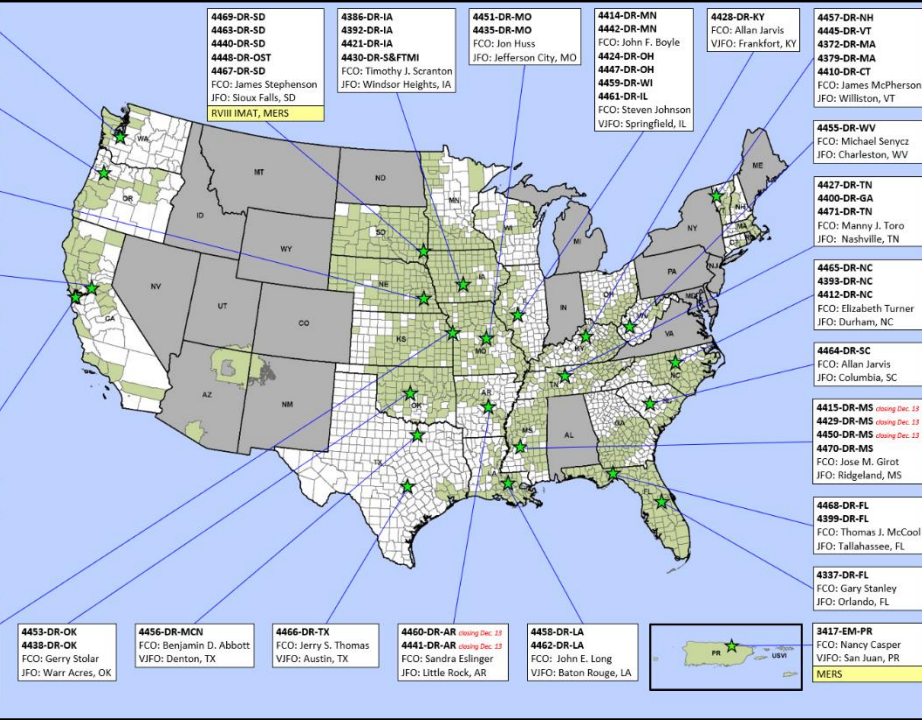 4469-DR-SD
4463-DR-SD
4440-DR-SD
4448-DR-OST
4467-DR-SD
FCO: James Stephenson
JFO: Sioux Falls, SD
RVIII IMAT, MERS
4386-DR-IA
4392-DR-IA
4421-DR-IA
4430-DR-S&FTMI
FCO: Timothy J. Scranton
JFO: Windsor Heights, IA
4451-DR-MO
4435-DR-MO
FCO: Jon Huss
JFO: Jefferson City, MO
4414-DR-MN
4442-DR-MN
FCO: John F. Boyle
4424-DR-OH
4447-DR-OH
4459-DR-WI
4461-DR-IL
FCO: Steven Johnson
VJFO: Springfield, IL
4428-DR-KY
FCO: Allan Jarvis
VJFO: Frankfort, KY
4457-DR-NH
4445-DR-VT
4372-DR-MA
4379-DR-MA
4410-DR-CT
FCO: James McPherson
JFO: Williston, VT
4455-DR-WV
FCO: Michael Senycz
JFO: Charleston, WV
4427-DR-TN
4400-DR-GA
4471-DR-TN
FCO: Manny J. Toro
JFO: Nashville, TN
4465-DR-NC
4393-DR-NC
4412-DR-NC
FCO: Elizabeth Turner
JFO: Durham, NC
4464-DR-SC
FCO: Allan Jarvis
JFO: Columbia, SC
4415-DR-MS closing Dec. 13
4429-DR-MS closing Dec. 13
4450-DR-MS closing Dec. 13
4470-DR-MS
FCO: Jose M. Girot
JFO: Ridgeland, MS
4468-DR-FL
4399-DR-FL
FCO: Thomas J. McCool
JFO: Tallahassee, FL
4337-DR-FL
FCO: Gary Stanley
JFO: Orlando, FL
WA
MT
ND
MN
ME
OR
ID
SD
WI
VT
NH
NY
MA
CT
WY
MI
IA
PA
NJ
NE
NV
UT
CO
IL
IN
OH
MD
WV
VA
CA
KS
MO
KY
AZ
NM
OK
AR
TN
NC
SC
TX
MS
AL
GA
LA
FL
4453-DR-OK
4438-DR-OK
FCO: Gerry Stolar
JFO: Warr Acres, OK
4456-DR-MCN
FCO: Benjamin D. Abbott
VJFO: Denton, TX
4466-DR-TX
FCO: Jerry S. Thomas
VJFO: Austin, TX
4460-DR-AR closing Dec. 13
4441-DR-AR closing Dec. 13
FCO: Sandra Eslinger
JFO: Little Rock, AR
4458-DR-LA
4462-DR-LA
FCO: John E. Long
VJFO: Baton Rouge, LA
PR
USVI
3417-EM-PR
FCO: Nancy Casper
VJFO: San Juan, PR
MERS